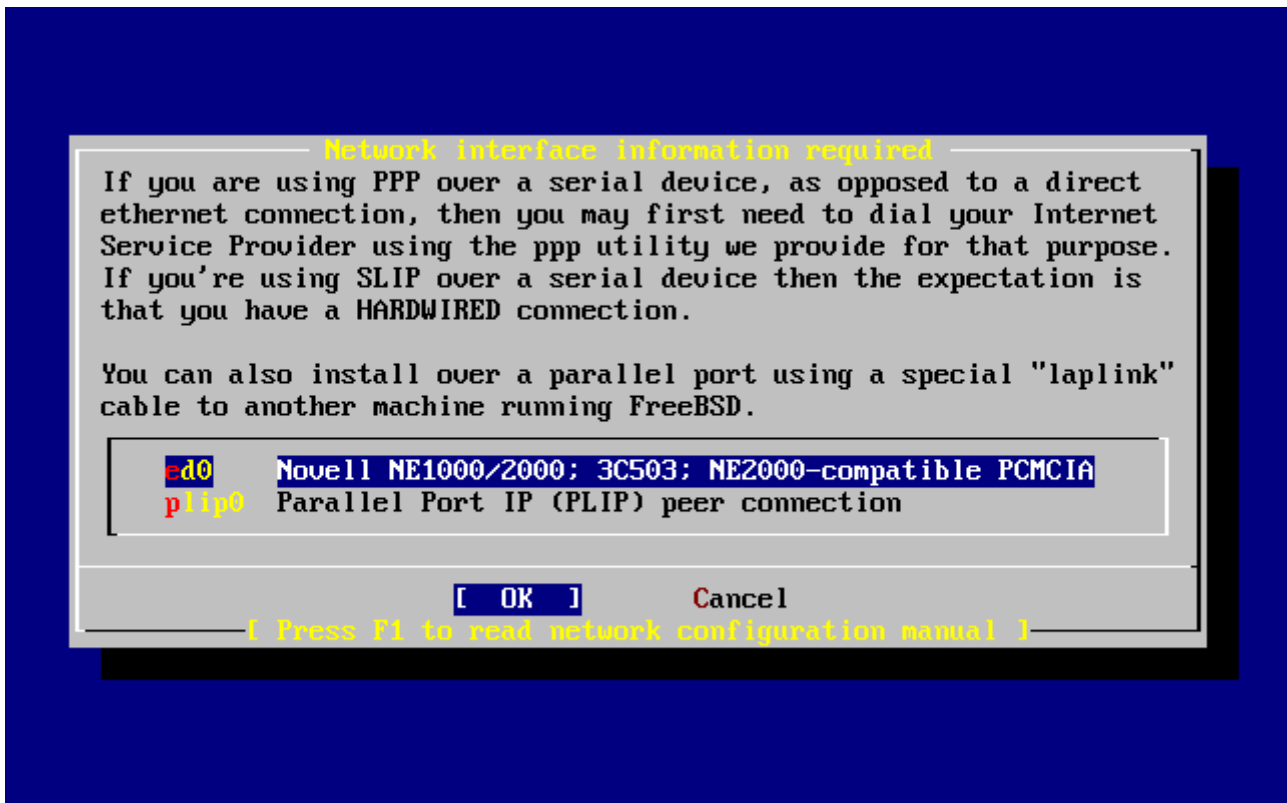 Network interface information required
If you are using PPP over a serial device, as opposed to a direct
ethernet connection, then you may first need to dial your Internet
Service Provider using the ppp utility we provide for that purpose.
If you're using SLIP over a serial device then the expectation is
that you have a HARDWIRED connection.
You can also install over a parallel port using a special "laplink"
cable to another machine running FreeBSD.
ed0 Novell NE1000/2000; 3C503; NE2000-compatible PCMCIA
plip0 Parallel Port IP (PLIP) peer connection
[ OK ] Cancel
[ Press F1 to read network configuration manual ]